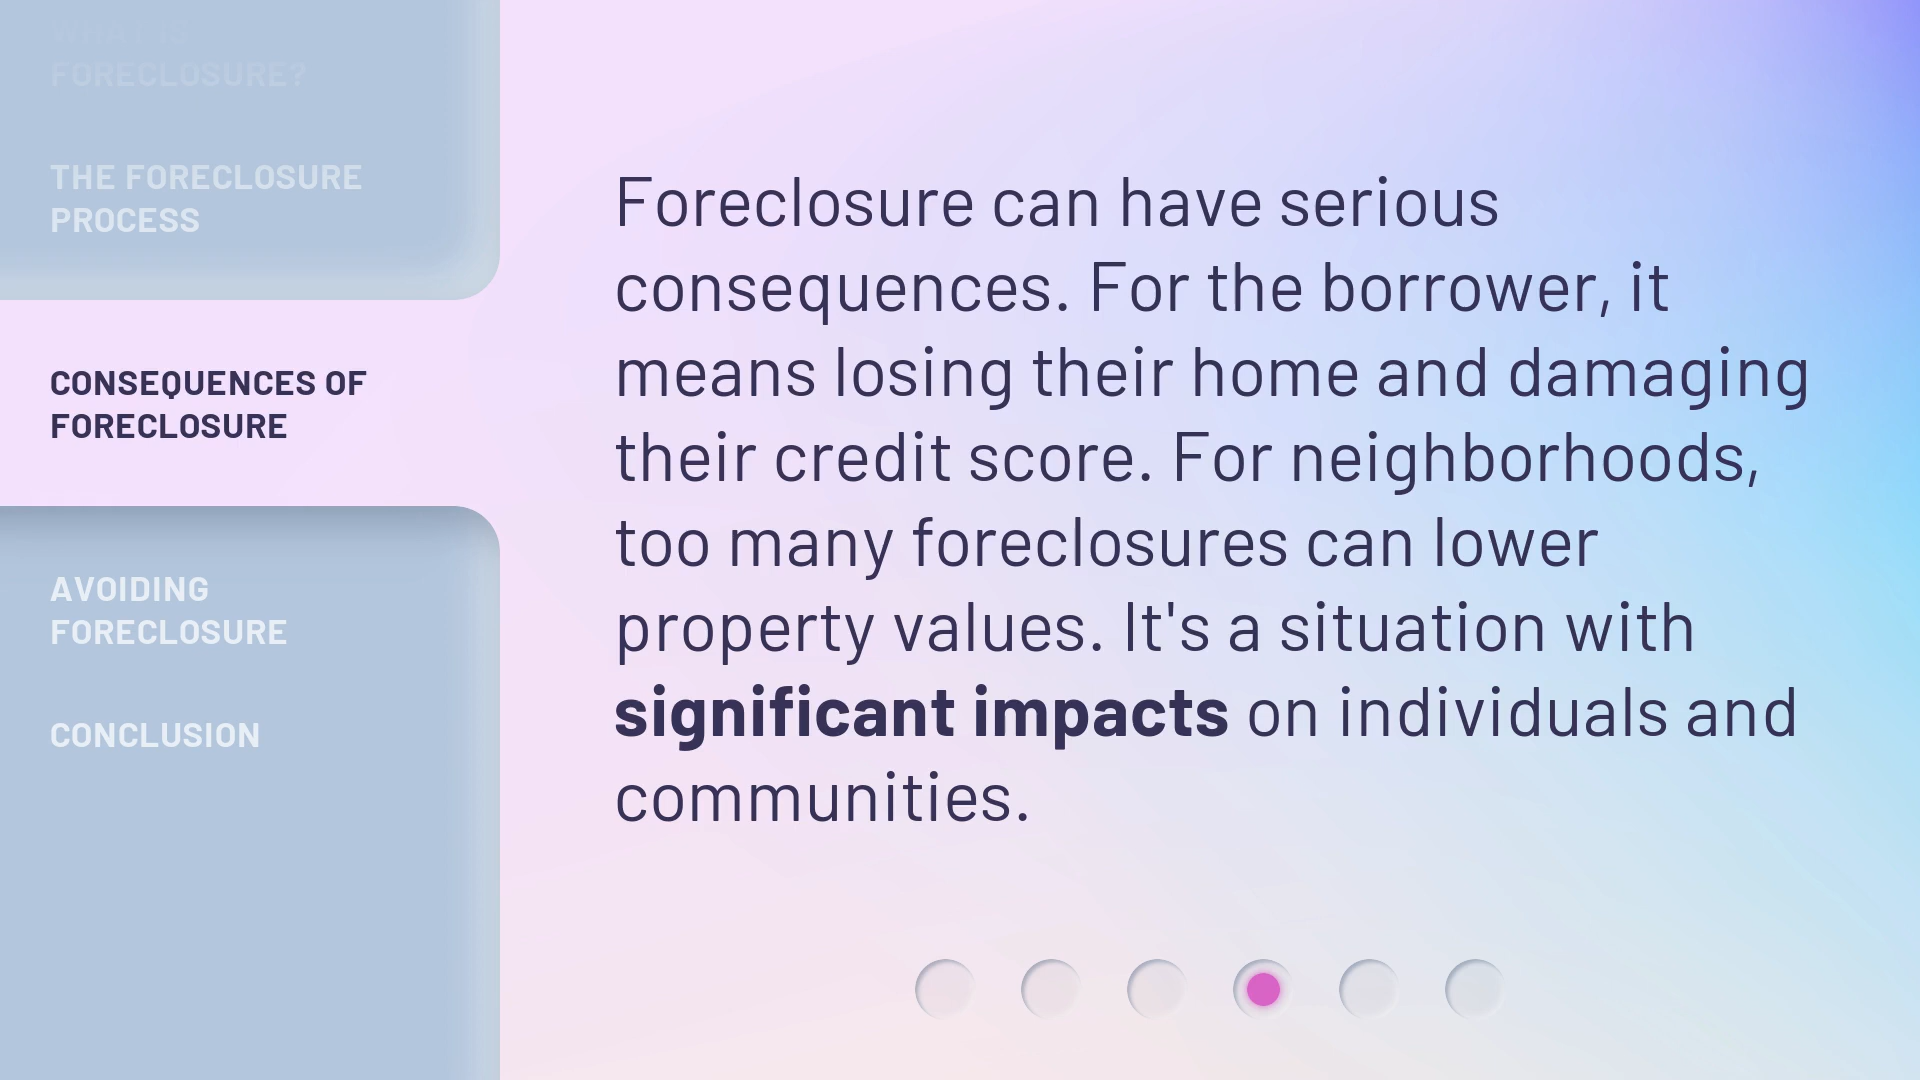 FORECLOSURE?
THE FORECLOSURE
PROCESS
CONSEQUENCES OF
FORECLOSURE
AVOIDING
FORECLOSURE
CONCLUSION
Foreclosure can have serious
consequences. For the borrower, it
means losing their home and damaging
their credit score. For neighborhoods,
too many foreclosures can lower
property values. It's a situation with
significant impacts on individuals and
communities.